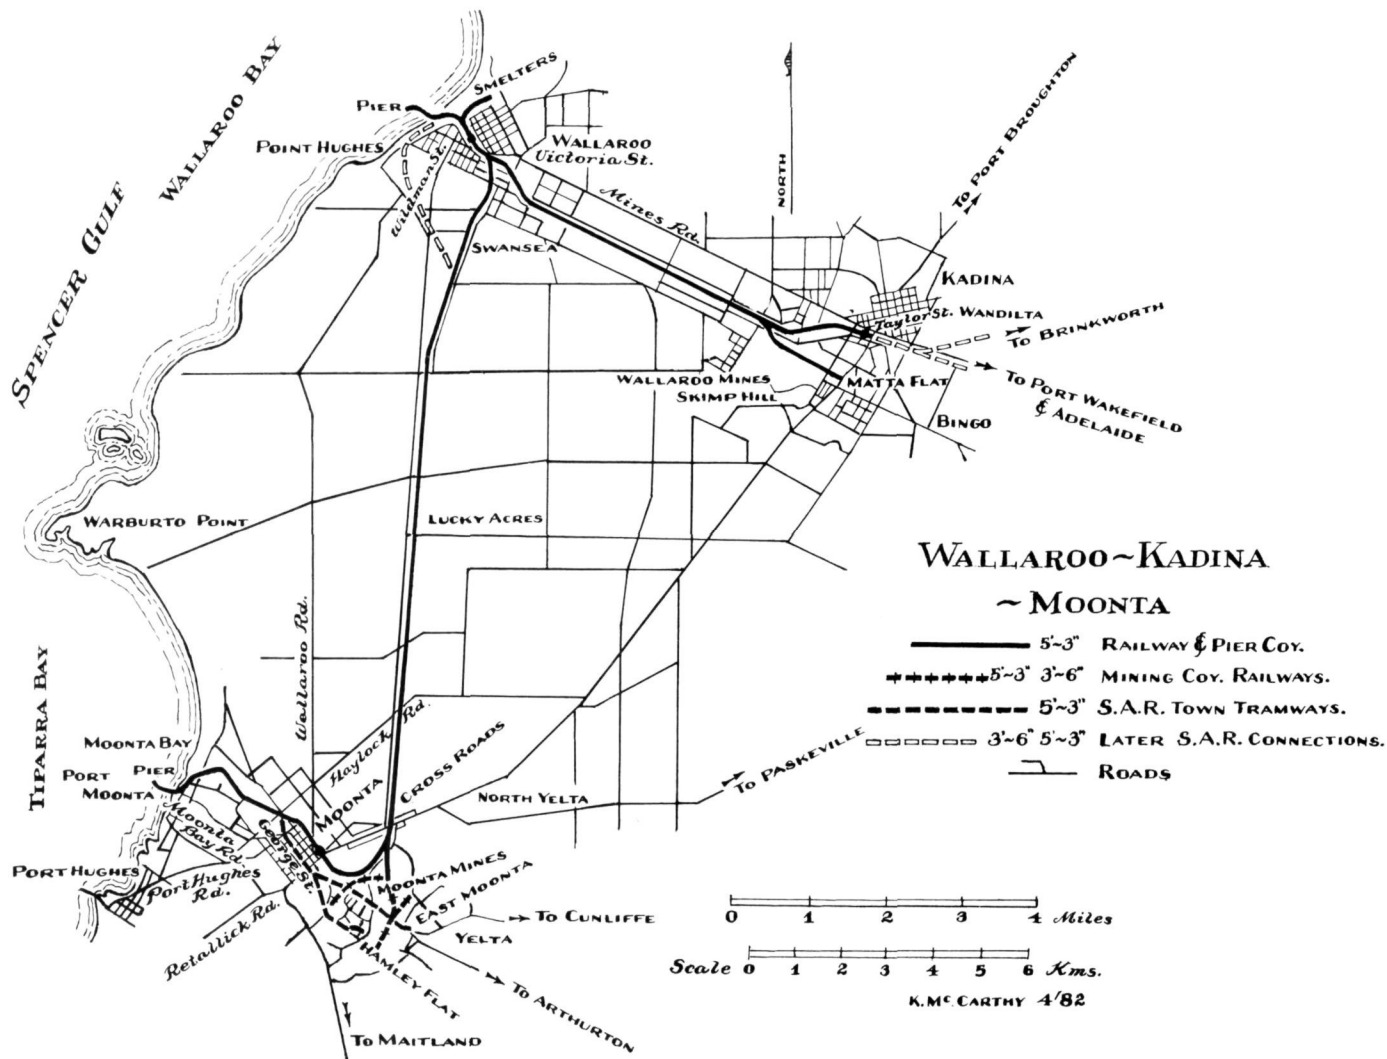 SPENCER GULF
WALLAROO BAY
PIER
SMELTERS
POINT HUGHES
WALLAROO
Victoria St.
Wildman St.
Mines Rd.
SWANSEA
NORTH
TO PORT BROUGHTON
KADINA
Taylor St. WANDILTA
TO BRINKWORTH
WALLAROO MINES
SKIMP HILL
MATTA FLAT
TO PORT WAKEFIELD
& ADELAIDE
BINGO
WARBURTO POINT
LUCKY ACRES
WALLAROO~KADINA
~MOONTA
5'~3" RAILWAY & PIER COY.
5'~3" 3'~6" MINING COY. RAILWAYS.
5'~3" S.A.R. TOWN TRAMWAYS.
3'~6" 5'~3" LATER S.A.R. CONNECTIONS.
ROADS
Wallaroo Rd.
TIPARRA BAY
MOONTA BAY
PORT PIER
MOONTA
Haylock Rd.
MOONTA
CROSS ROADS
NORTH YELTA
TO PASKEVILLE
Moonta
Bay Rd.
George St.
PORT HUGHES
Port Hughes
Rd.
Retallick Rd.
MOONTA MINES
EAST MOONTA
TO CUNLIFFE
YELTA
HAMLEY FLAT
TO ARTHURTON
TO MAITLAND
0 1 2 3 4 Miles
Scale 0 1 2 3 4 5 6 Kms.
K. Mc CARTHY 4'82